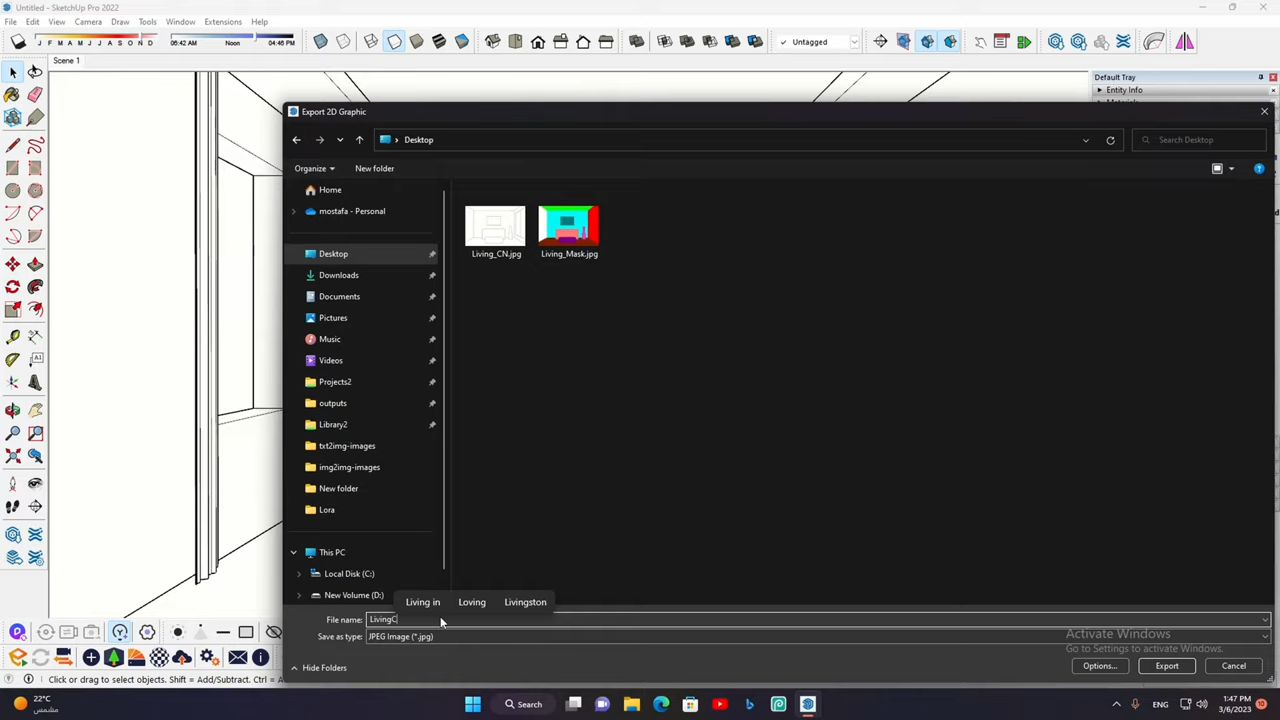 Untitled - SketchUp Pro 2022
File Edit View Camera Draw Tools Window Extensions Help
J F M A M J J A S O N D 06:42 AM Noon 04:46 PM Untagged
Scene 1
Default Tray
Entity Info
Export 2D Graphic
Desktop
Search Desktop
Organize New folder
Home
mostafa - Personal
Desktop
Downloads
Documents
Pictures
Music
Videos
Projects2
outputs
Library2
txt2img-images
img2img-images
New folder
Lora
This PC
Local Disk (C:)
New Volume (D:)
Living_CN.jpg Living_Mask.jpg
Living in Loving Livingston
File name: LivingC
Save as type: JPEG Image (*.jpg)
Activate Windows
Go to Settings to activate Windows.
Hide Folders Options... Export Cancel
Click or drag to select objects. Shift = Add/Subtract. Ctrl =
22°C
مشمس
Search
ENG
1:47 PM
3/6/2023